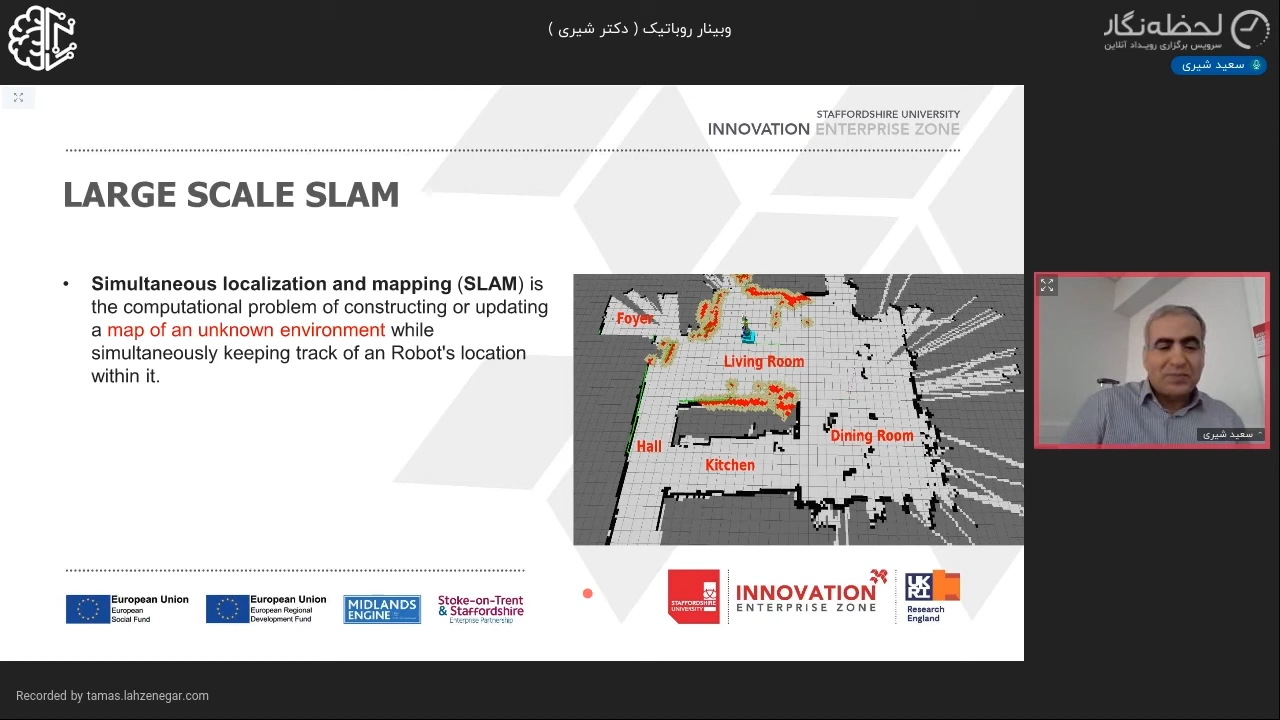 وبینار روباتیک ( دکتر شیری )
لحظه‌نگار
سرویس برگزاری رویداد آنلاین
سعید شیری
STAFFORDSHIRE UNIVERSITY
INNOVATION ENTERPRISE ZONE
LARGE SCALE SLAM
• Simultaneous localization and mapping (SLAM) is
the computational problem of constructing or updating
a map of an unknown environment while
simultaneously keeping track of an Robot's location
within it.
Foyer
Living Room
Hall
Dining Room
Kitchen
سعید شیری
European Union
European
Social Fund
European Union
European Regional
Development Fund
MIDLANDS
ENGINE
Stoke-on-Trent
& Staffordshire
Enterprise Partnership
STAFFORDSHIRE
UNIVERSITY
INNOVATION
ENTERPRISE ZONE
UK
RI
Research
England
Recorded by tamas.lahzenegar.com